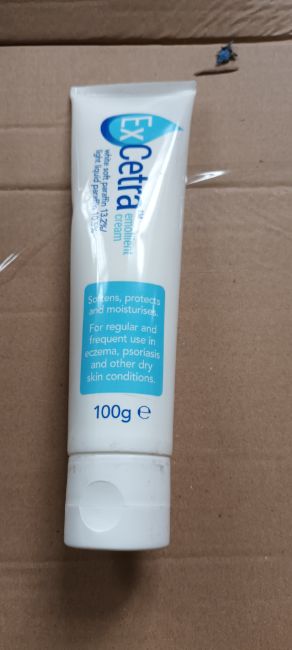 ExCetra
emollient
cream
white soft paraffin 13.2%/
light liquid paraffin 10.5%
Softens, protects
and moisturises.
For regular and
frequent use in
eczema, psoriasis
and other dry
skin conditions.
100g ℮